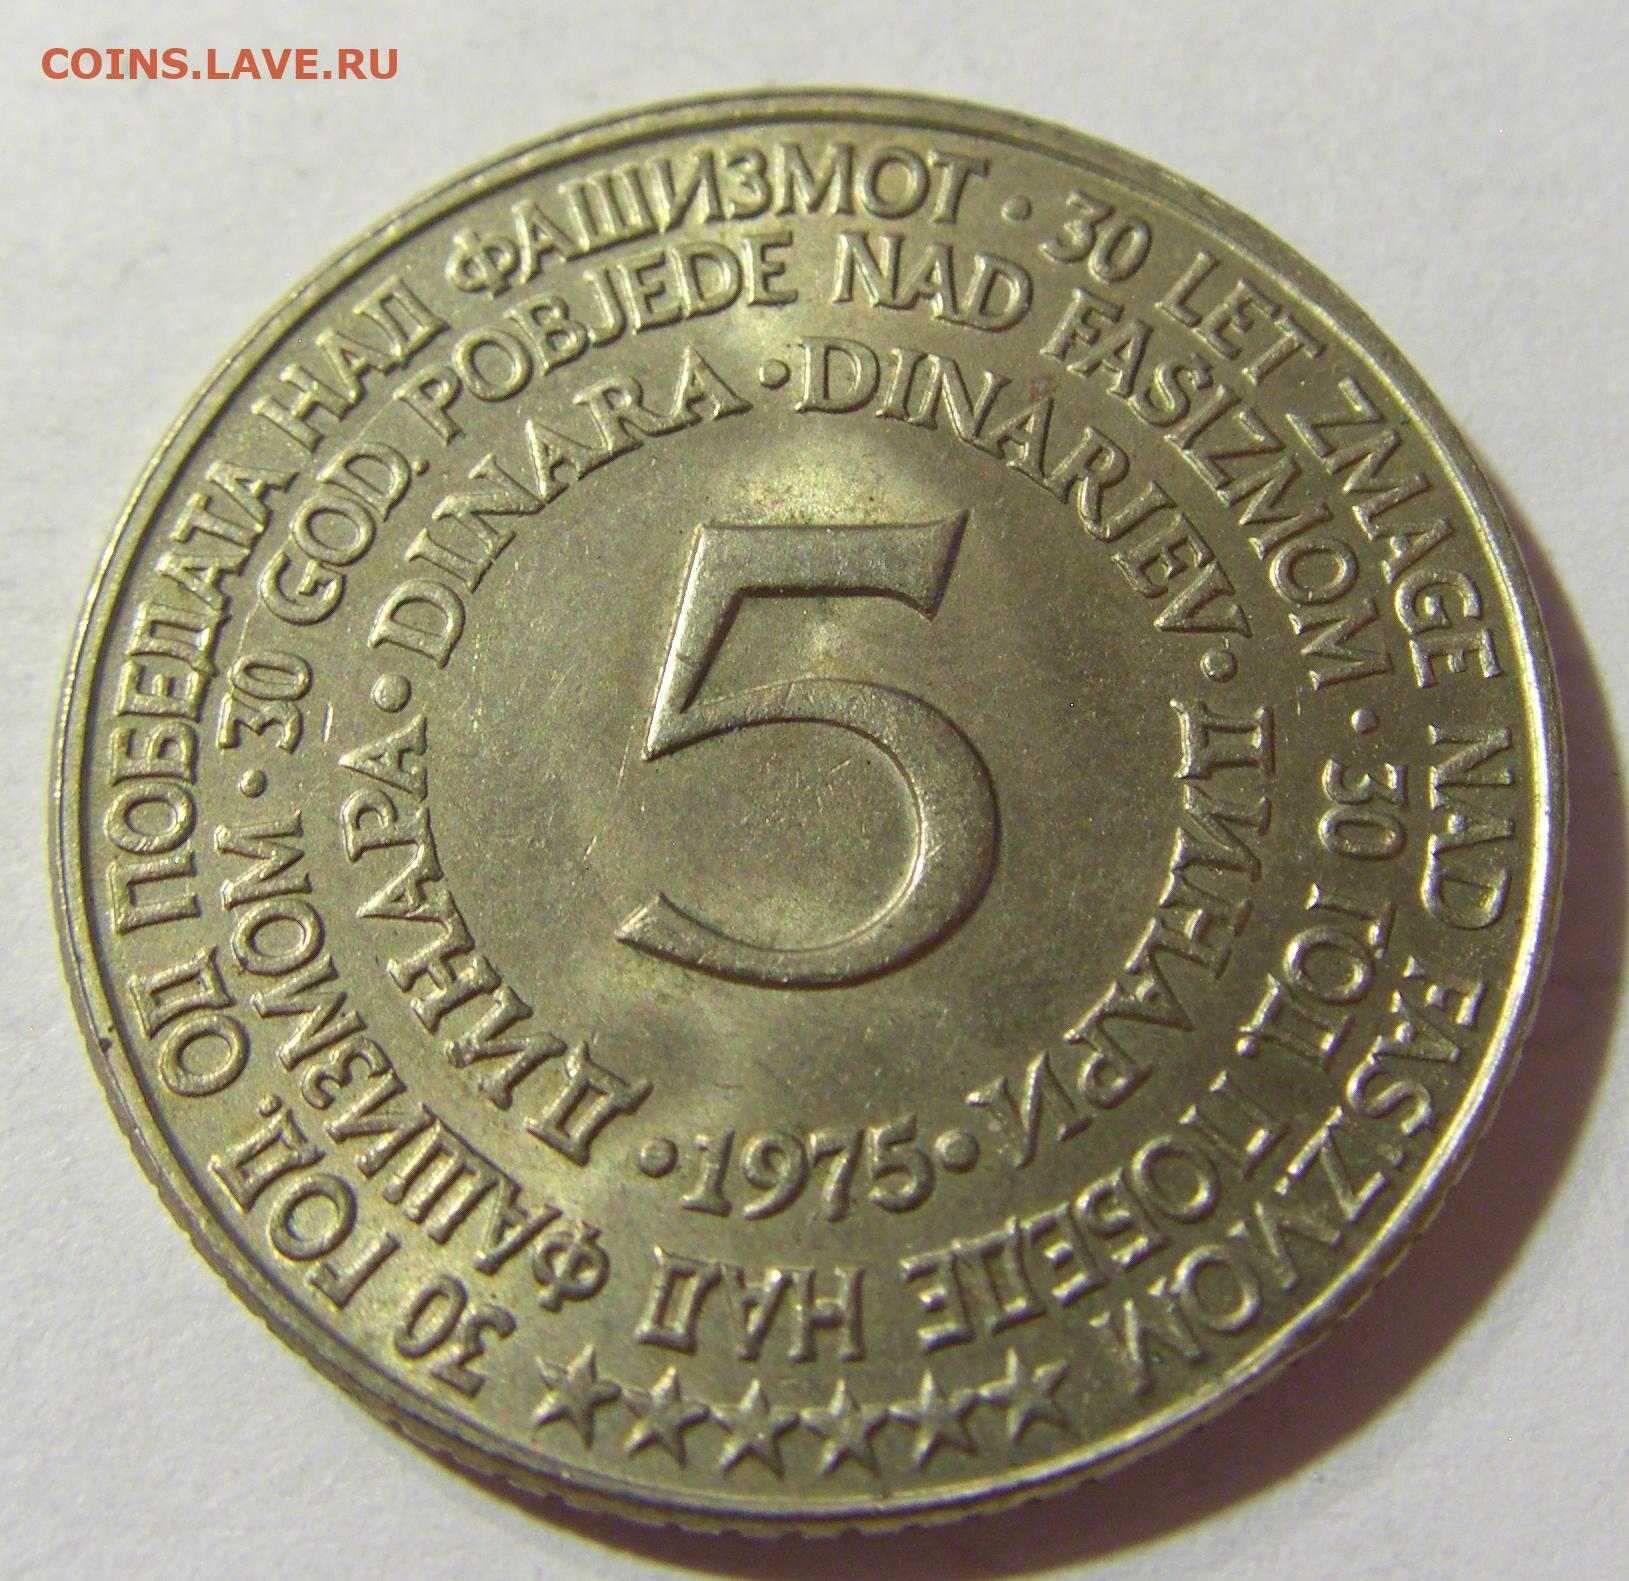 COINS.LAVE.RU
30 ГОД. ОД ПОБЕДАТА НАД ФАШИЗМОТ · 30 LET ZMAGE NAD FAŠIZMOM
· 30 GOD. POBJEDE NAD FAŠIZMOM · 30 ГОД. ПОБЕДЕ НАД ФАШИЗМОМ
ДИНАРА · DINARA · DINARJEV · ДИНАРИ
· 1975 ·
5